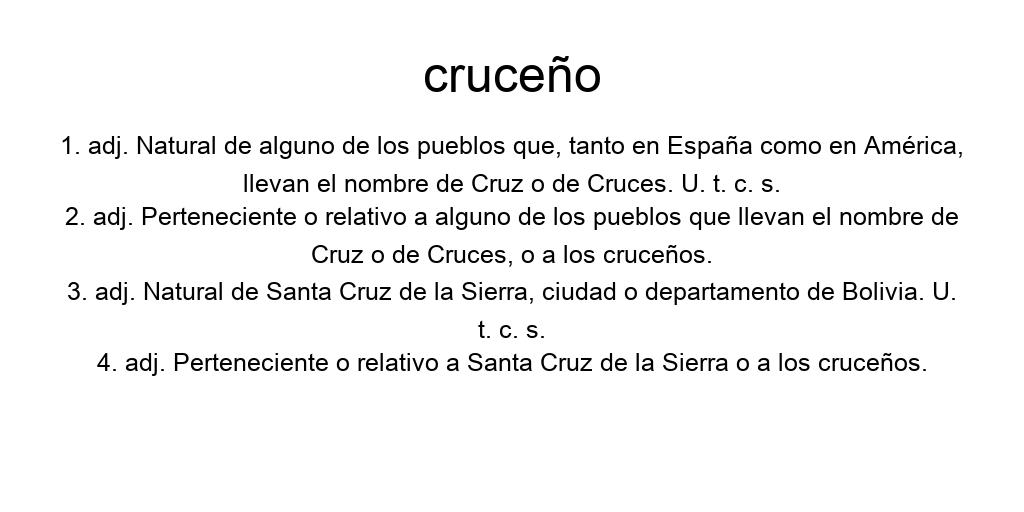 cruceño
1. adj. Natural de alguno de los pueblos que, tanto en España como en América,
llevan el nombre de Cruz o de Cruces. U. t. c. s.
2. adj. Perteneciente o relativo a alguno de los pueblos que llevan el nombre de
Cruz o de Cruces, o a los cruceños.
3. adj. Natural de Santa Cruz de la Sierra, ciudad o departamento de Bolivia. U.
t. c. s.
4. adj. Perteneciente o relativo a Santa Cruz de la Sierra o a los cruceños.